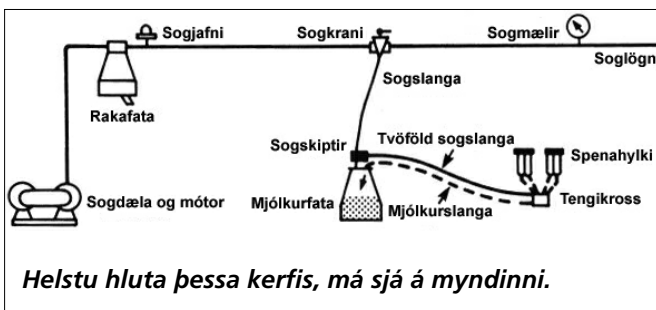 Sogjafni
Sogkrani
Sogmælir
Soglögn
Sogslanga
Rakafata
Sogskiptir
Tvöföld sogslanga
Spenahylki
Sogdæla og mótor
Mjólkurfata
Mjólkurslanga
Tengikross
Helstu hluta þessa kerfis, má sjá á myndinni.